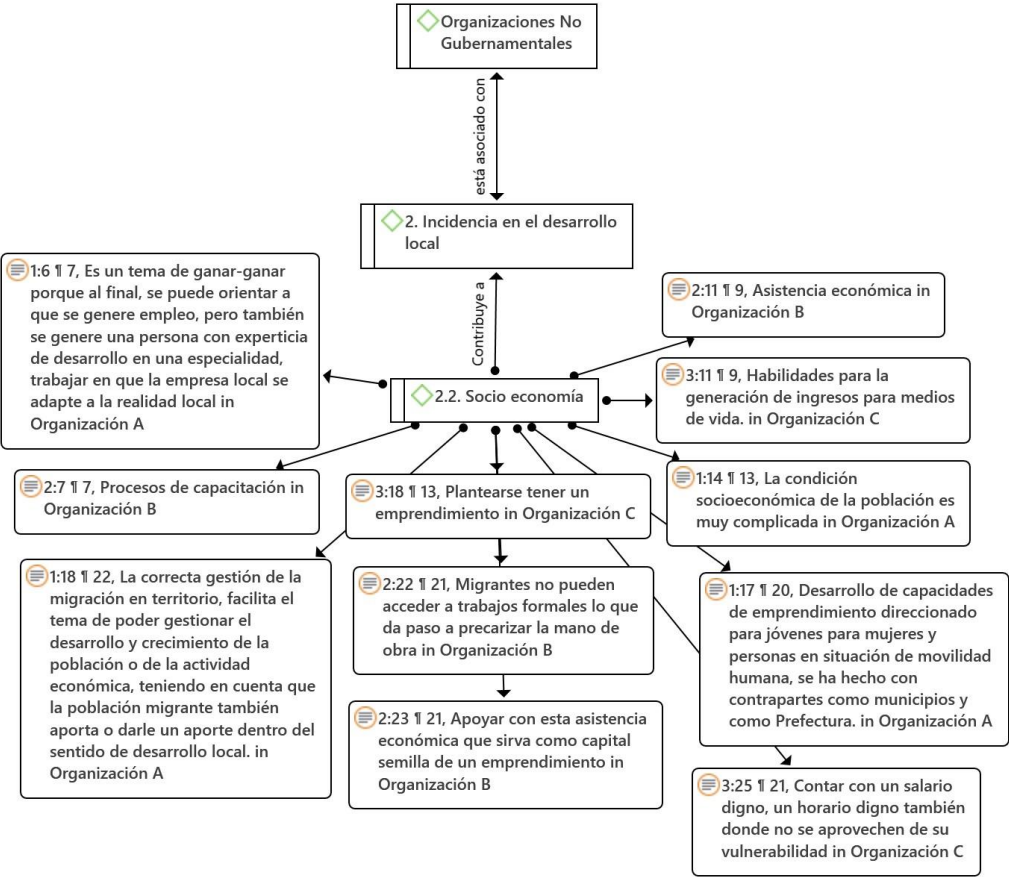 Organizaciones No
Gubernamentales
está asociado con
2. Incidencia en el desarrollo
local
Contribuye a
2.2. Socio economía
1:6 ¶ 7, Es un tema de ganar-ganar
porque al final, se puede orientar a
que se genere empleo, pero también
se genere una persona con experticia
de desarrollo en una especialidad,
trabajar en que la empresa local se
adapte a la realidad local in
Organización A
2:11 ¶ 9, Asistencia económica in
Organización B
3:11 ¶ 9, Habilidades para la
generación de ingresos para medios
de vida. in Organización C
2:7 ¶ 7, Procesos de capacitación in
Organización B
3:18 ¶ 13, Plantearse tener un
emprendimiento in Organización C
1:14 ¶ 13, La condición
socioeconómica de la población es
muy complicada in Organización A
1:18 ¶ 22, La correcta gestión de la
migración en territorio, facilita el
tema de poder gestionar el
desarrollo y crecimiento de la
población o de la actividad
económica, teniendo en cuenta que
la población migrante también
aporta o darle un aporte dentro del
sentido de desarrollo local. in
Organización A
2:22 ¶ 21, Migrantes no pueden
acceder a trabajos formales lo que
da paso a precarizar la mano de
obra in Organización B
1:17 ¶ 20, Desarrollo de capacidades
de emprendimiento direccionado
para jóvenes para mujeres y
personas en situación de movilidad
humana, se ha hecho con
contrapartes como municipios y
como Prefectura. in Organización A
2:23 ¶ 21, Apoyar con esta asistencia
económica que sirva como capital
semilla de un emprendimiento in
Organización B
3:25 ¶ 21, Contar con un salario
digno, un horario digno también
donde no se aprovechen de su
vulnerabilidad in Organización C